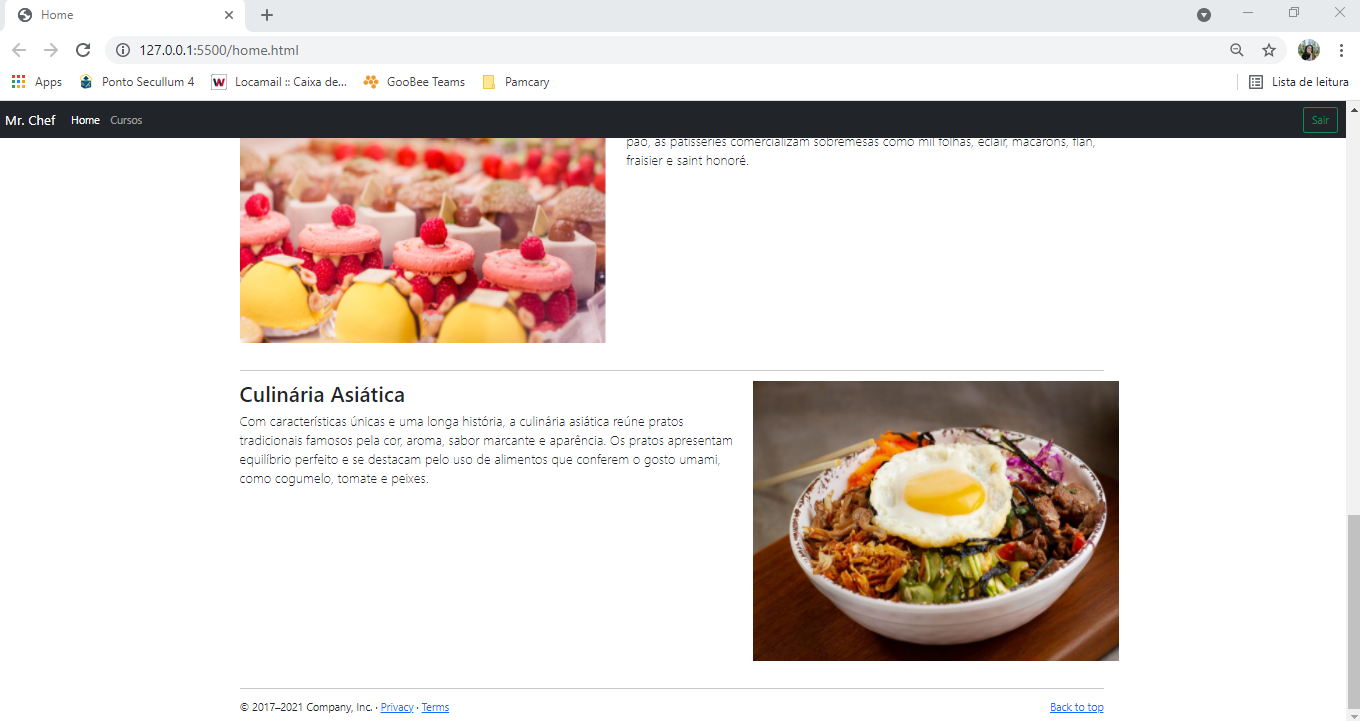 Home
127.0.0.1:5500/home.html
Apps Ponto Secullum 4 Locamail :: Caixa de... GooBee Teams Pamcary Lista de leitura
Mr. Chef Home Cursos Sair
pão, as pâtisseries comercializam sobremesas como mil folhas, éclair, macarons, flan,
fraisier e saint honoré.
Culinária Asiática
Com características únicas e uma longa história, a culinária asiática reúne pratos
tradicionais famosos pela cor, aroma, sabor marcante e aparência. Os pratos apresentam
equilíbrio perfeito e se destacam pelo uso de alimentos que conferem o gosto umami,
como cogumelo, tomate e peixes.
© 2017–2021 Company, Inc. · Privacy · Terms Back to top